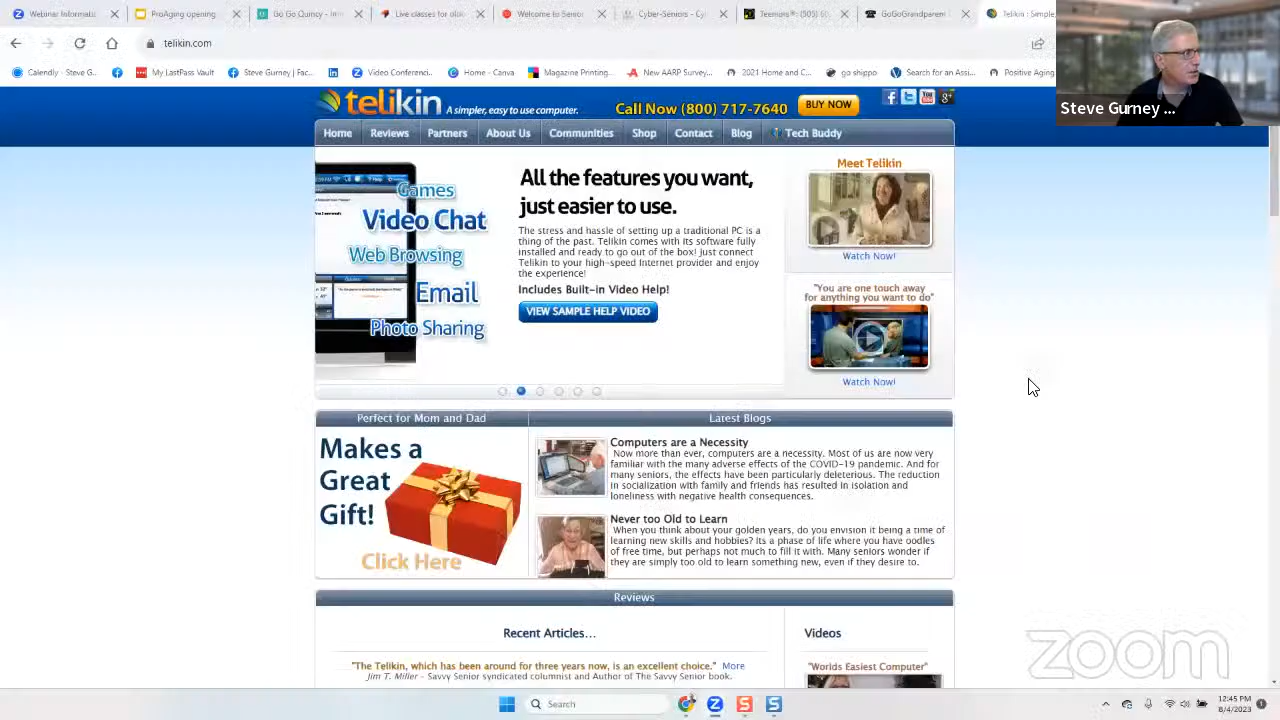 Webinar information
ProAging opening
Go Go Quinn -
Live classes for older
Welcome to Senior
Cyber-Seniors - Cy
Teemurs® (505)
GoGoGrandparent
Telikin : Simple
telikin.com
Calendly - Steve G...
My LastPass Vault
Steve Gurney | Fac...
Video Conferenci...
Home - Canva
Magazine Printing...
New AARP Survey...
2021 Home and C...
go shippo
Search for an Assi...
Positive Aging
Steve Gurney ...
telikin A simpler, easy to use computer.
Call Now (800) 717-7640
BUY NOW
Home Reviews Partners About Us Communities Shop Contact Blog Tech Buddy
Games
Video Chat
Web Browsing
Email
Photo Sharing
All the features you want,
just easier to use.
The stress and hassle of setting up a traditional PC is a
thing of the past. Telikin comes with its software fully
installed and ready to go out of the box! Just connect
Telikin to your high-speed Internet provider and enjoy
the experience!
Includes Built-in Video Help!
VIEW SAMPLE HELP VIDEO
Meet Telikin
Watch Now!
"You are one touch away
for anything you want to do"
Watch Now!
Perfect for Mom and Dad
Makes a
Great
Gift!
Click Here
Latest Blogs
Computers are a Necessity
Now more than ever, computers are a necessity. Most of us are now very
familiar with the many adverse effects of the COVID-19 pandemic. And for
many seniors, the effects have been particularly deleterious. The reduction
in socialization with family and friends has resulted in isolation and
loneliness with negative health consequences.
Never too Old to Learn
When you think about your golden years, do you envision it being a time of
learning new skills and hobbies? Its a phase of life where you have oodles
of free time, but perhaps not much to fill it with. Many seniors wonder if
they are simply too old to learn something new, even if they desire to.
Reviews
Recent Articles...
"The Telikin, which has been around for three years now, is an excellent choice." More
Jim T. Miller - Savvy Senior syndicated columnist and Author of The Savvy Senior book.
Videos
"Worlds Easiest Computer"
zoom
Search
12:45 PM
8/4/2023